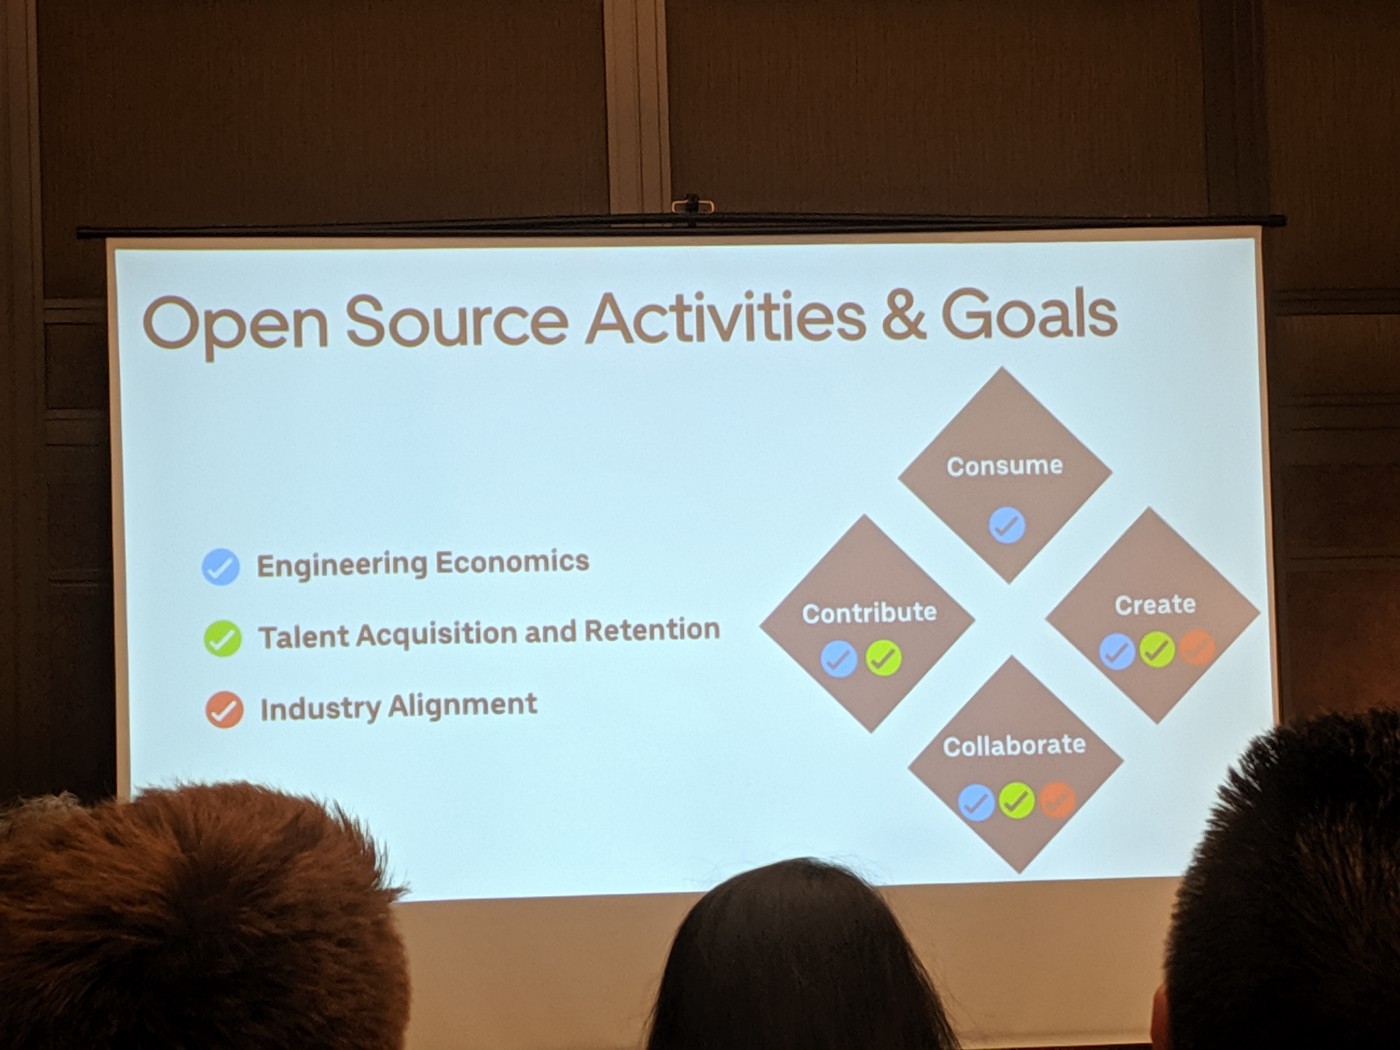 Open Source Activities & Goals
Engineering Economics
Talent Acquisition and Retention
Industry Alignment
Consume
Contribute
Create
Collaborate